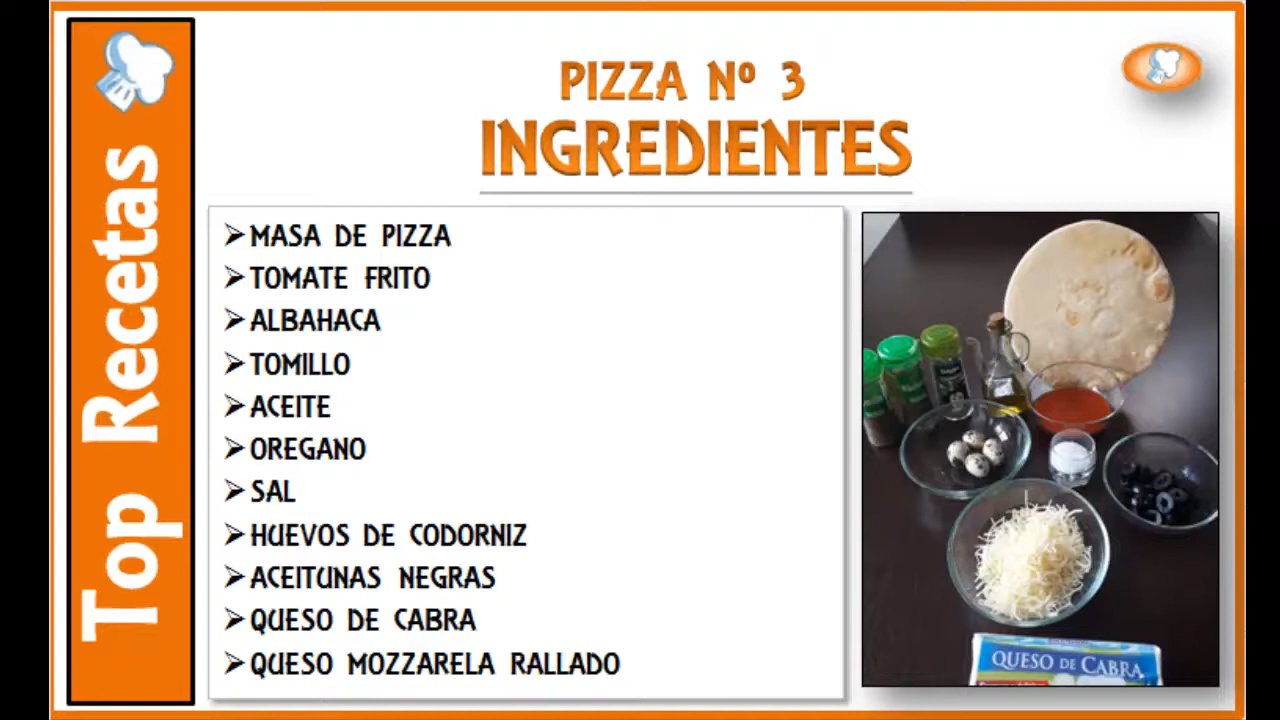 Top Recetas
PIZZA Nº 3
INGREDIENTES
MASA DE PIZZA
TOMATE FRITO
ALBAHACA
TOMILLO
ACEITE
OREGANO
SAL
HUEVOS DE CODORNIZ
ACEITUNAS NEGRAS
QUESO DE CABRA
QUESO MOZZARELA RALLADO
QUESO DE CABRA